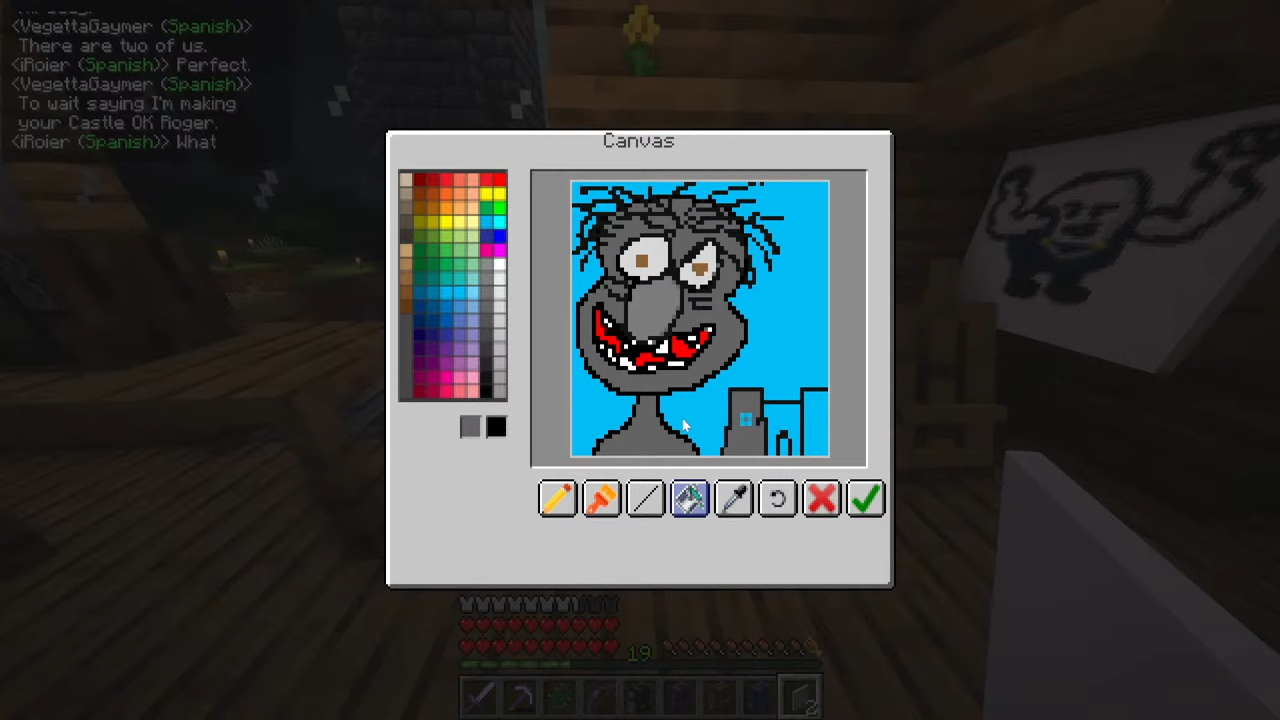 <VegettaGaymer (Spanish)>
There are two of us.
<iRoier (Spanish)> Perfect.
<VegettaGaymer (Spanish)>
To wait saying I'm making
your Castle OK Roger.
<iRoier (Spanish)> What
Canvas
19
2